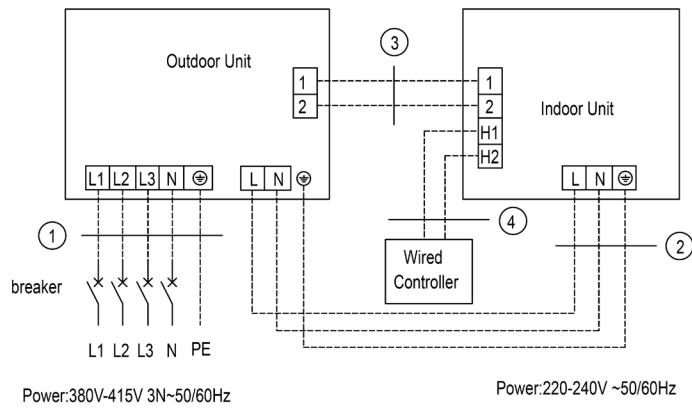 Outdoor Unit
3
1
2
1
2
H1
H2
Indoor Unit
L1 L2 L3 N
L N
L N
1
4
2
Wired
Controller
breaker
L1 L2 L3 N PE
Power:380V-415V 3N~50/60Hz
Power:220-240V ~50/60Hz